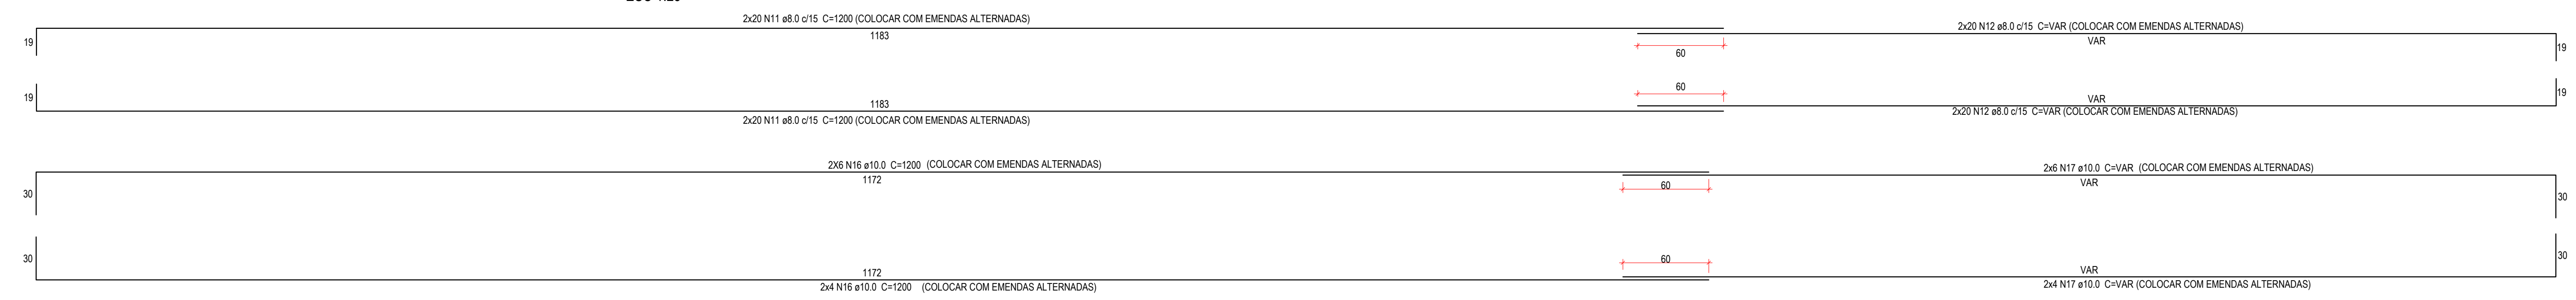 2x20 N11 ø8.0 c/15 C=1200 (COLOCAR COM EMENDAS ALTERNADAS)
2x20 N12 ø8.0 c/15 C=VAR (COLOCAR COM EMENDAS ALTERNADAS)
19
1183
60
VAR
19
19
1183
60
VAR
19
2x20 N11 ø8.0 c/15 C=1200 (COLOCAR COM EMENDAS ALTERNADAS)
2x20 N12 ø8.0 c/15 C=VAR (COLOCAR COM EMENDAS ALTERNADAS)
2X6 N16 ø10.0 C=1200 (COLOCAR COM EMENDAS ALTERNADAS)
2x6 N17 ø10.0 C=VAR (COLOCAR COM EMENDAS ALTERNADAS)
30
1172
60
VAR
30
30
1172
60
VAR
30
2x4 N16 ø10.0 C=1200 (COLOCAR COM EMENDAS ALTERNADAS)
2x4 N17 ø10.0 C=VAR (COLOCAR COM EMENDAS ALTERNADAS)